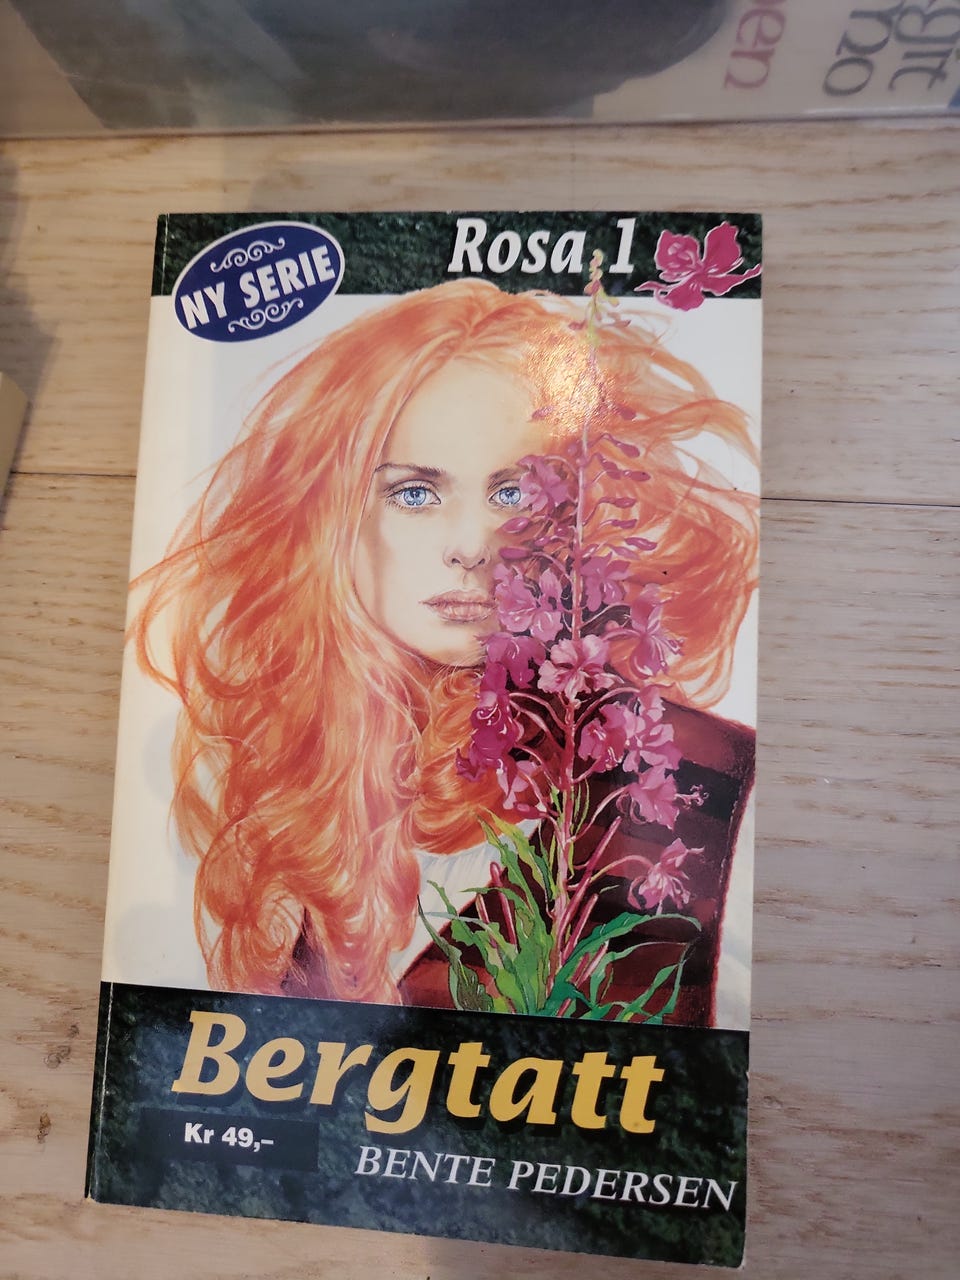 NY SERIE
Rosa 1
Bergtatt
Kr 49,–
BENTE PEDERSEN